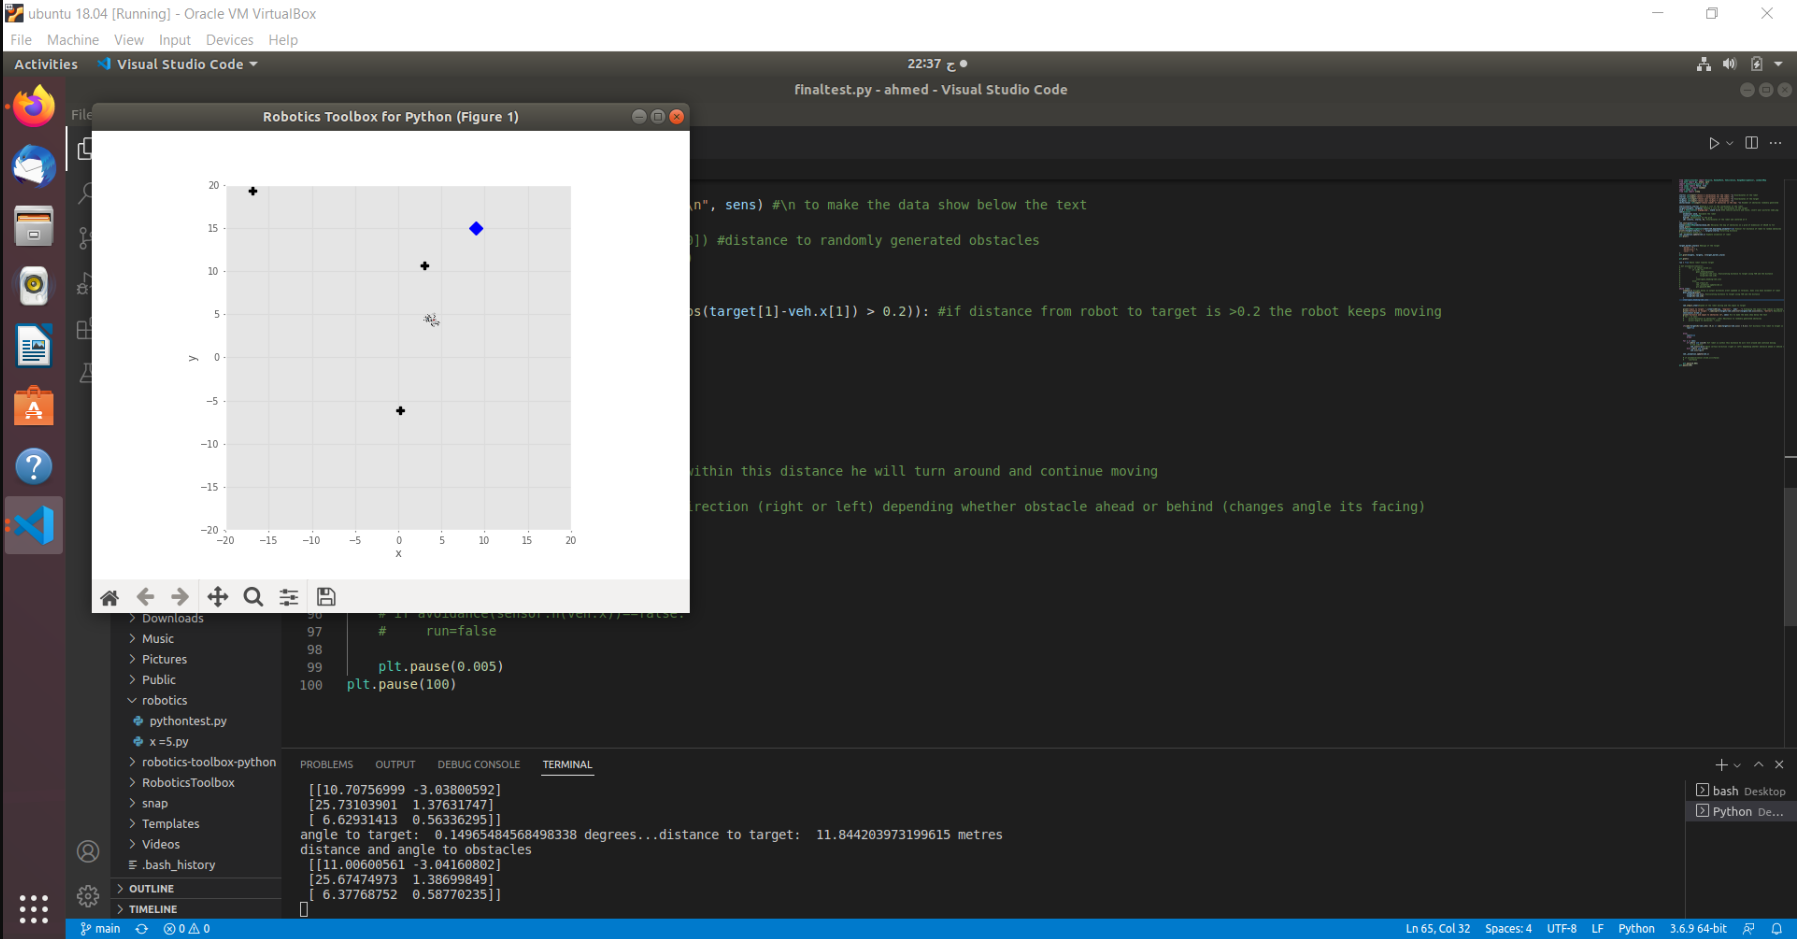 ubuntu 18.04 [Running] - Oracle VM VirtualBox
File Machine View Input Devices Help
Activities Visual Studio Code 22:37 ح
finaltest.py - ahmed - Visual Studio Code
File
Robotics Toolbox for Python (Figure 1)
20
15
10
5
0
−5
−10
−15
−20
y
−20 −15 −10 −5 0 5 10 15 20
x
\n", sens) #\n to make the data show below the text
0]) #distance to randomly generated obstacles
)
os(target[1]-veh.x[1]) > 0.2)): #if distance from robot to target is >0.2 the robot keeps moving
within this distance he will turn around and continue moving
irection (right or left) depending whether obstacle ahead or behind (changes angle its facing)
96 # if avoidance(sensor.h(veh.x))==false:
97 # run=false
98
99 plt.pause(0.005)
100 plt.pause(100)
Downloads
Music
Pictures
Public
robotics
pythontest.py
x =5.py
robotics-toolbox-python
RoboticsToolbox
snap
Templates
Videos
.bash_history
OUTLINE
TIMELINE
PROBLEMS OUTPUT DEBUG CONSOLE TERMINAL
[[10.70756999 -3.03800592]
[25.73103901 1.37631747]
[ 6.62931413 0.56336295]]
angle to target: 0.14965484568498338 degrees...distance to target: 11.844203973199615 metres
distance and angle to obstacles
[[11.00600561 -3.04160802]
[25.67474973 1.38699849]
[ 6.37768752 0.58770235]]
bash Desktop
Python De...
main 0 0 Ln 65, Col 32 Spaces: 4 UTF-8 LF Python 3.6.9 64-bit